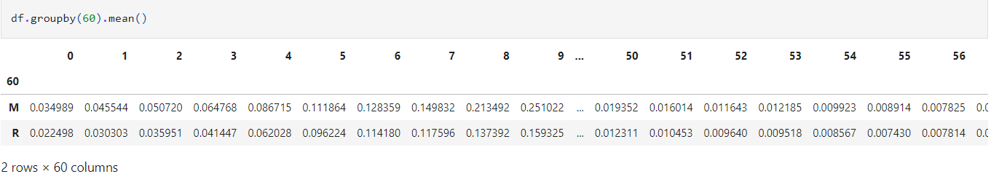 df.groupby(60).mean()
0 1 2 3 4 5 6 7 8 9 ... 50 51 52 53 54 55 56
60
M 0.034989 0.045544 0.050720 0.064768 0.086715 0.111864 0.128359 0.149832 0.213492 0.251022 ... 0.019352 0.016014 0.011643 0.012185 0.009923 0.008914 0.007825 0.0
R 0.022498 0.030303 0.035951 0.041447 0.062028 0.096224 0.114180 0.117596 0.137392 0.159325 ... 0.012311 0.010453 0.009640 0.009518 0.008567 0.007430 0.007814 0.0
2 rows × 60 columns